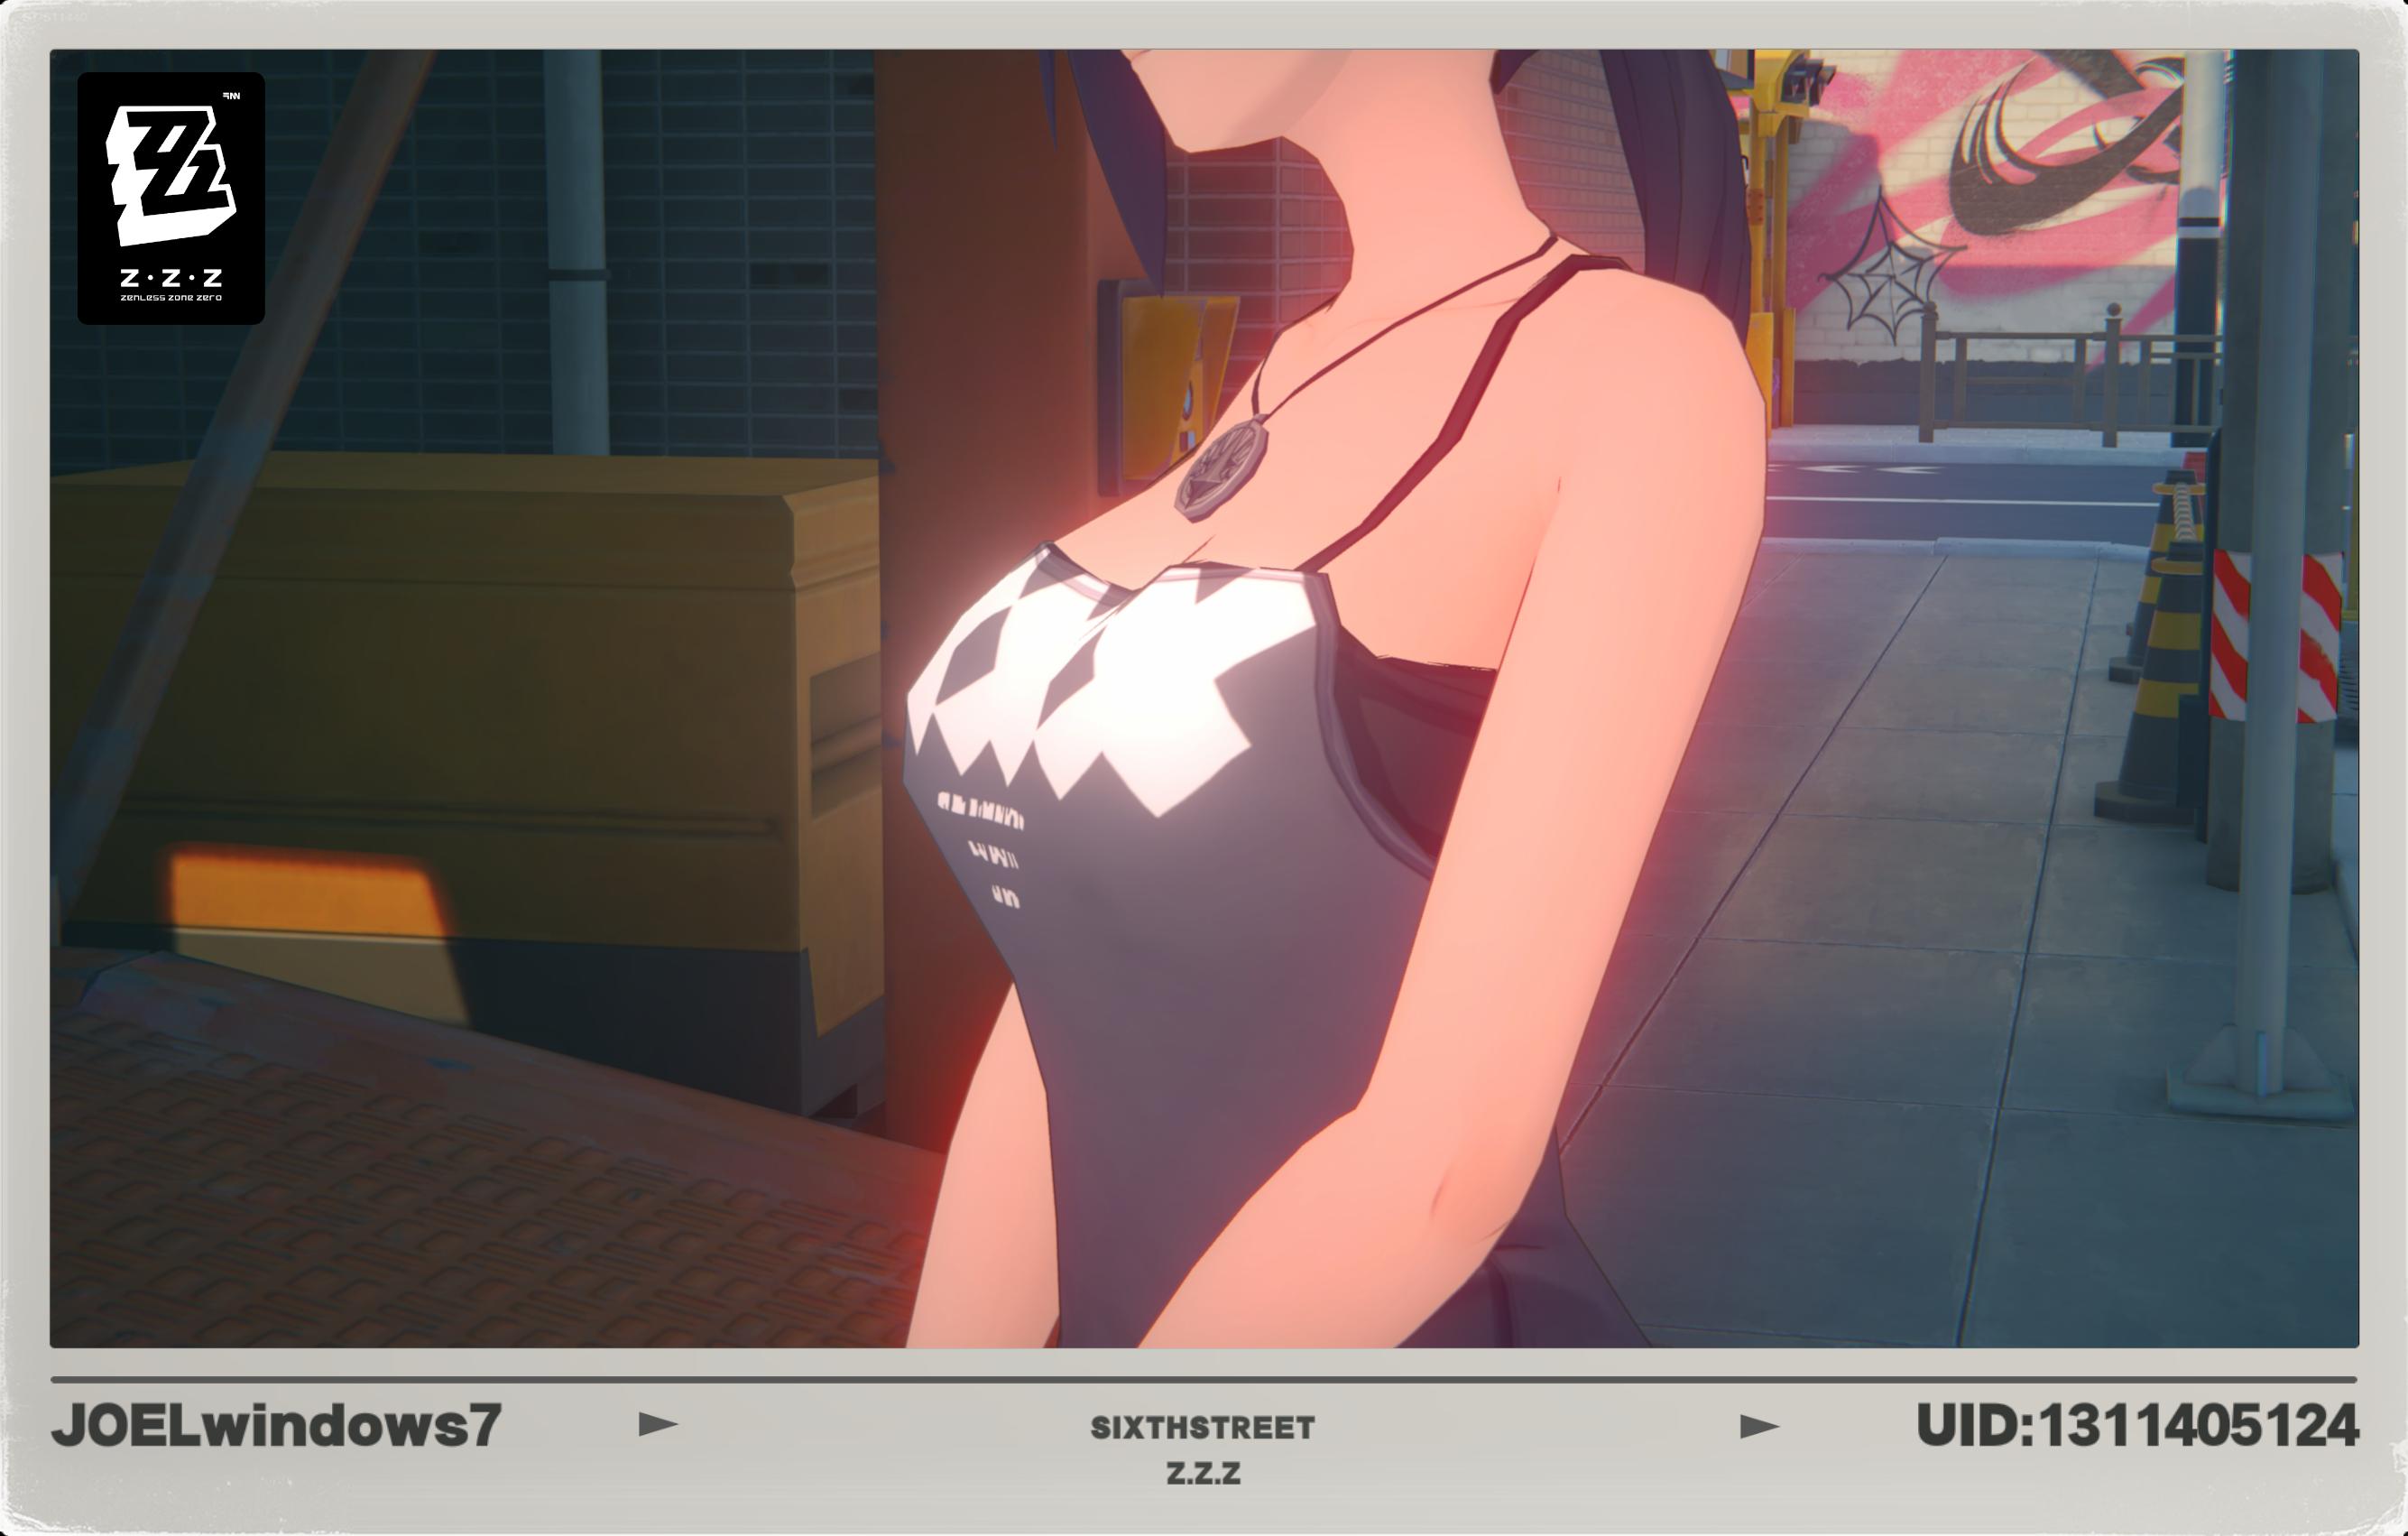 Z·Z·Z
ZENLESS ZONE ZERO
JOELwindows7
SIXTHSTREET
UID:1311405124
Z.Z.Z